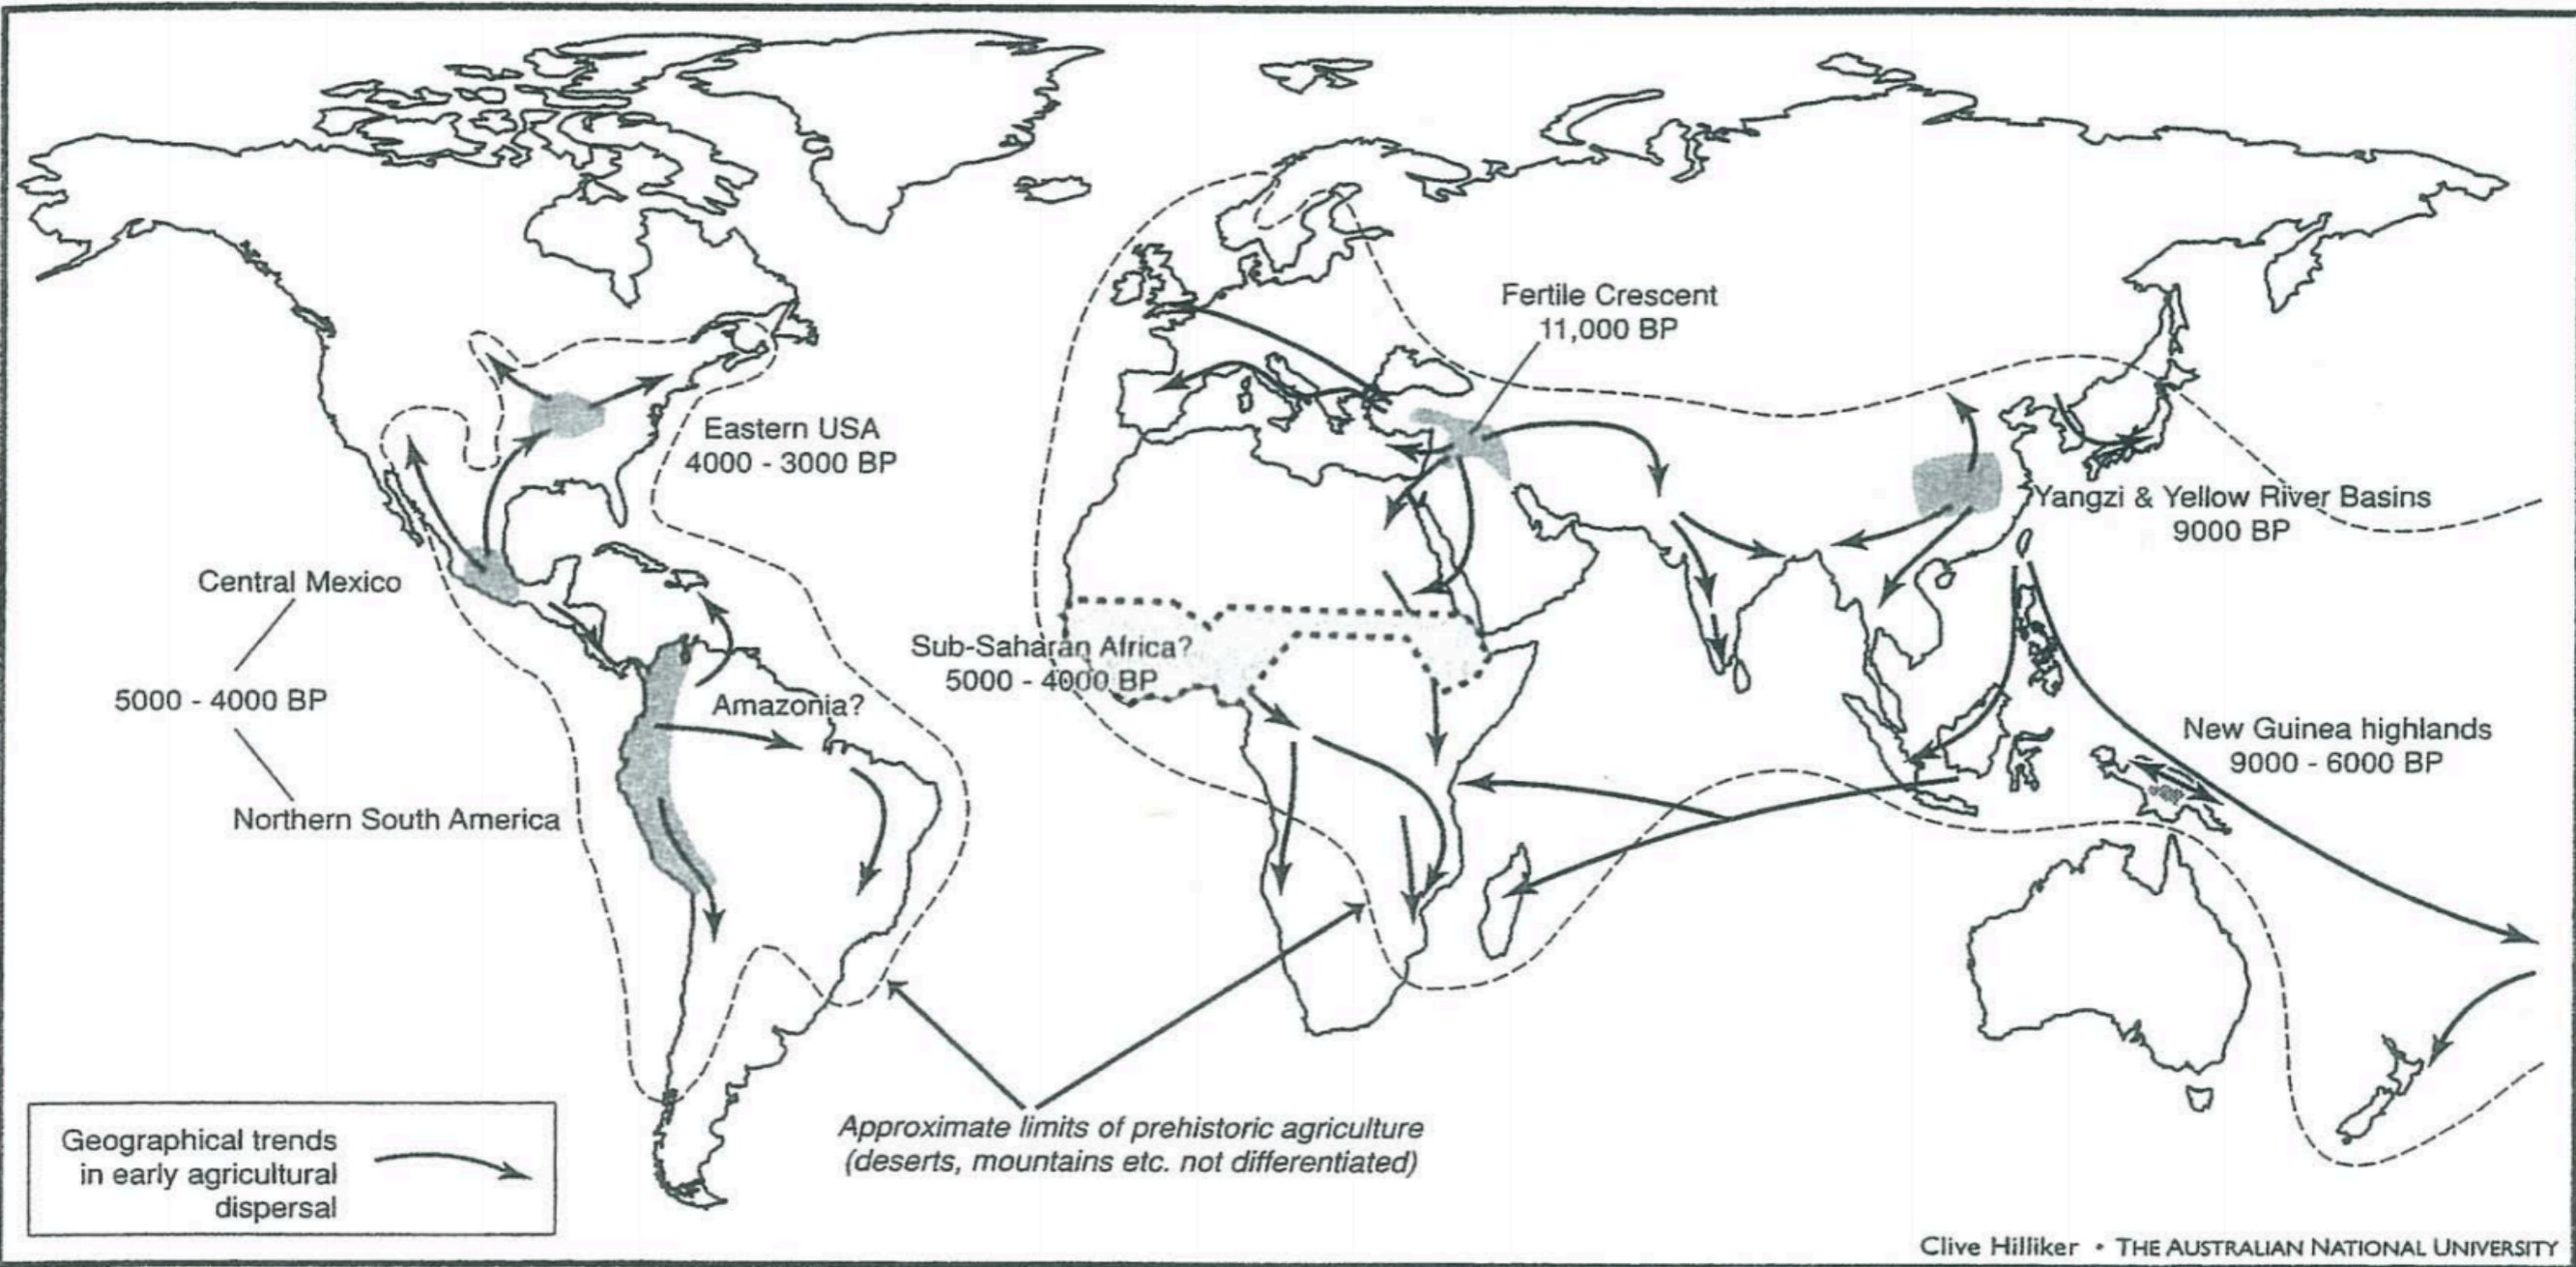 Fertile Crescent
11,000 BP
Eastern USA
4000 - 3000 BP
Yangzi & Yellow River Basins
9000 BP
Central Mexico
5000 - 4000 BP
Northern South America
Amazonia?
Sub-Saharan Africa?
5000 - 4000 BP
New Guinea highlands
9000 - 6000 BP
Approximate limits of prehistoric agriculture
(deserts, mountains etc. not differentiated)
Geographical trends
in early agricultural
dispersal
Clive Hilliker • THE AUSTRALIAN NATIONAL UNIVERSITY